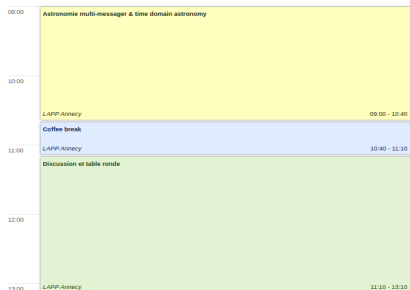 09:00
Astronomie multi-messager & time domain astronomy
10:00
LAPP Annecy 09:00 - 10:40
Coffee break
11:00
LAPP Annecy 10:40 - 11:10
Discussion et table ronde
12:00
13:00
LAPP Annecy 11:10 - 13:10